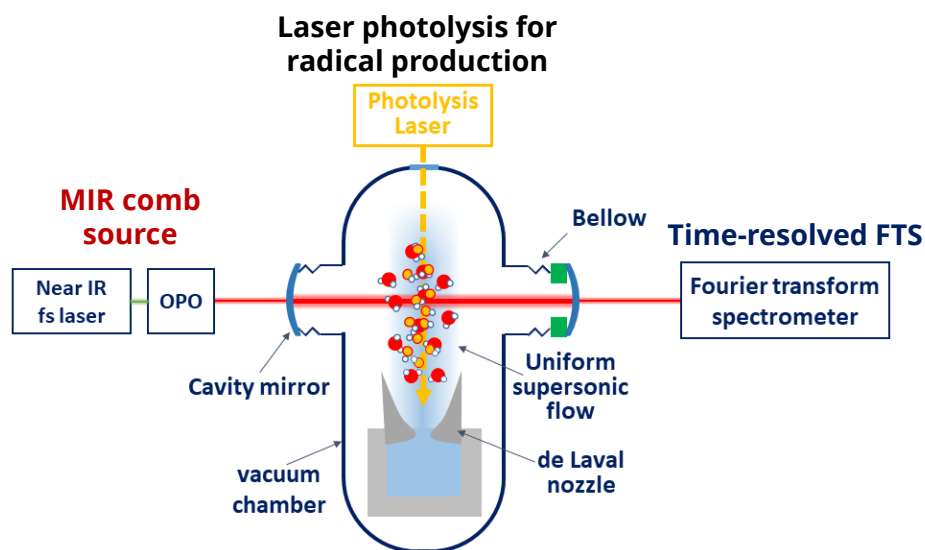 Laser photolysis for
radical production
Photolysis
Laser
MIR comb
source
Bellow
Time-resolved FTS
Near IR
fs laser
OPO
Fourier transform
spectrometer
Cavity mirror
Uniform
supersonic
flow
vacuum
chamber
de Laval
nozzle